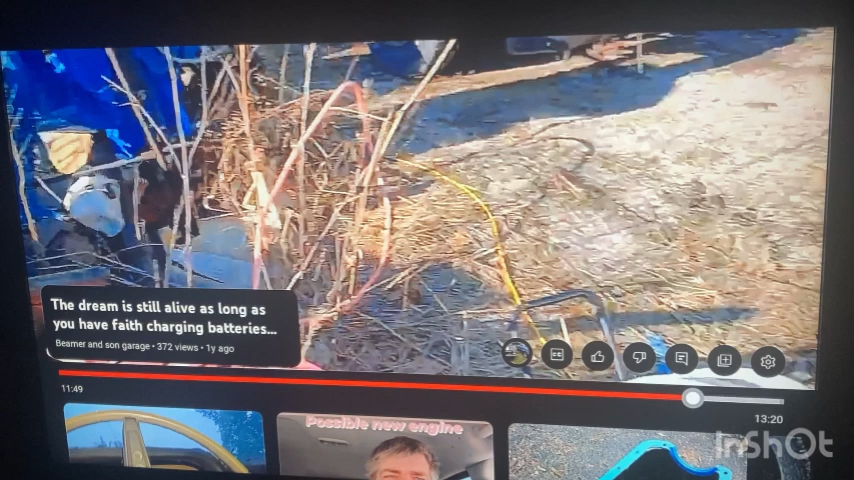 The dream is still alive as long as
you have faith charging batteries...
Beamer and son garage • 372 views • 1y ago
CC
11:49
13:20
Possible new engine
InShOt